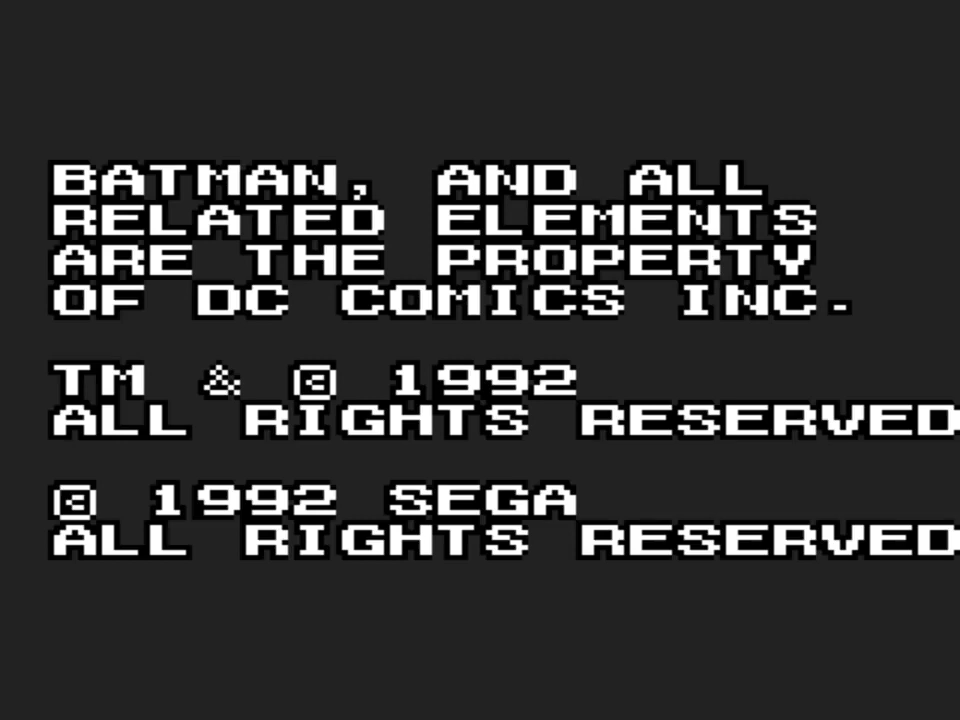 BATMAN, AND ALL
RELATED ELEMENTS
ARE THE PROPERTY
OF DC COMICS INC.
TM & © 1992
ALL RIGHTS RESERVED
© 1992 SEGA
ALL RIGHTS RESERVED